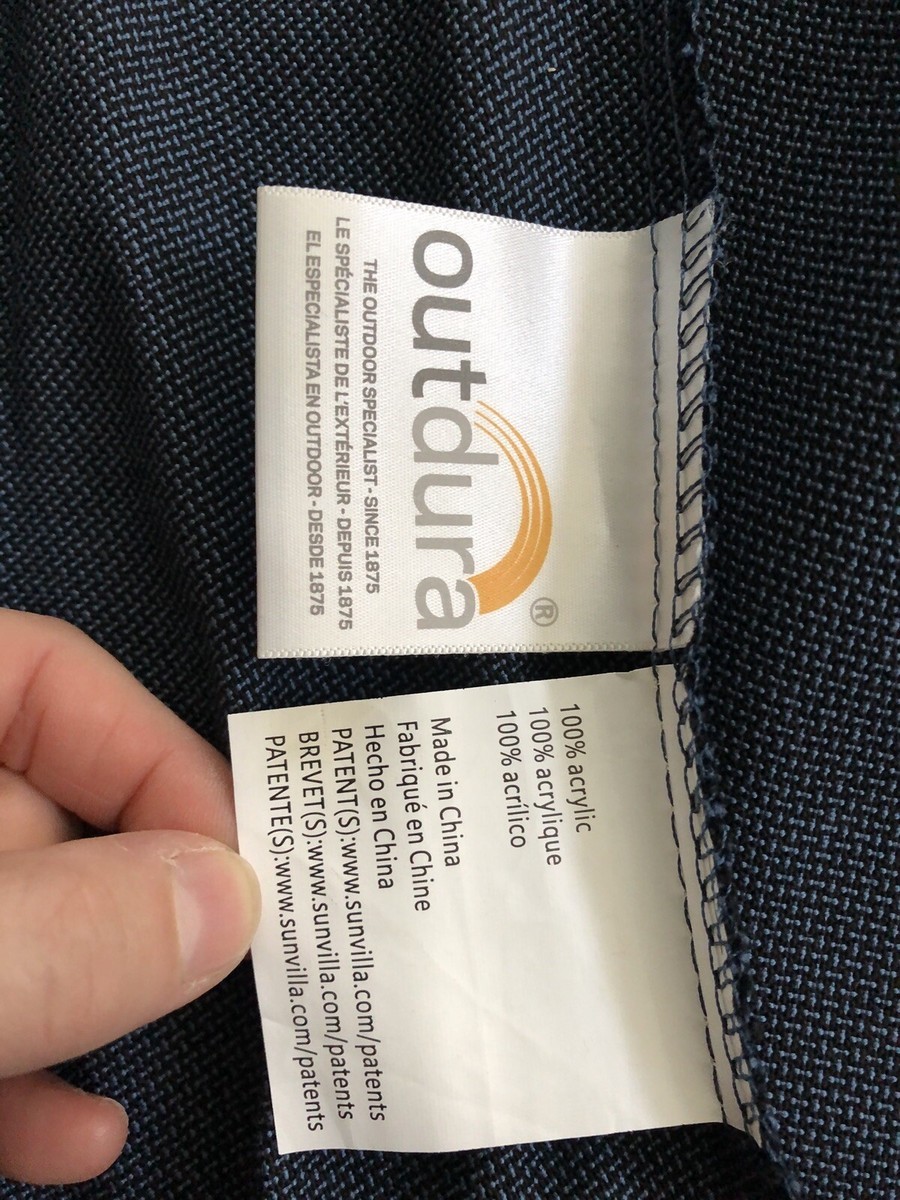 outdura®
THE OUTDOOR SPECIALIST - SINCE 1875
LE SPÉCIALISTE DE L'EXTÉRIEUR - DEPUIS 1875
EL ESPECIALISTA EN OUTDOOR - DESDE 1875
100% acrylic
100% acrylique
100% acrílico
Made in China
Fabriqué en Chine
Hecho en China
PATENT(S):www.sunvilla.com/patents
BREVET(S):www.sunvilla.com/patents
PATENTE(S):www.sunvilla.com/patents